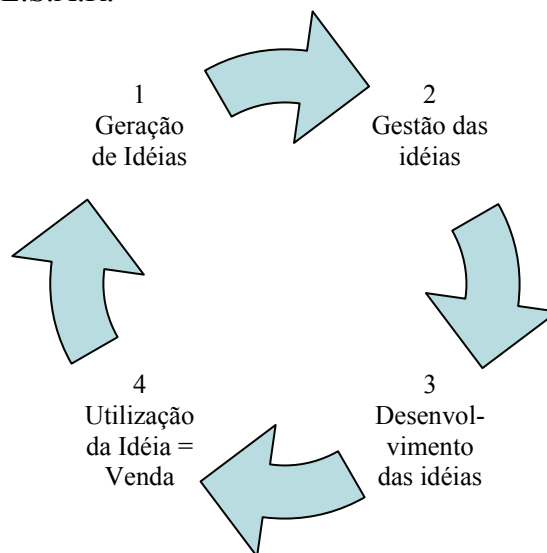 1
Geração
de Idéias
2
Gestão das
idéias
3
Desenvol-
vimento
das idéias
4
Utilização
da Idéia =
Venda